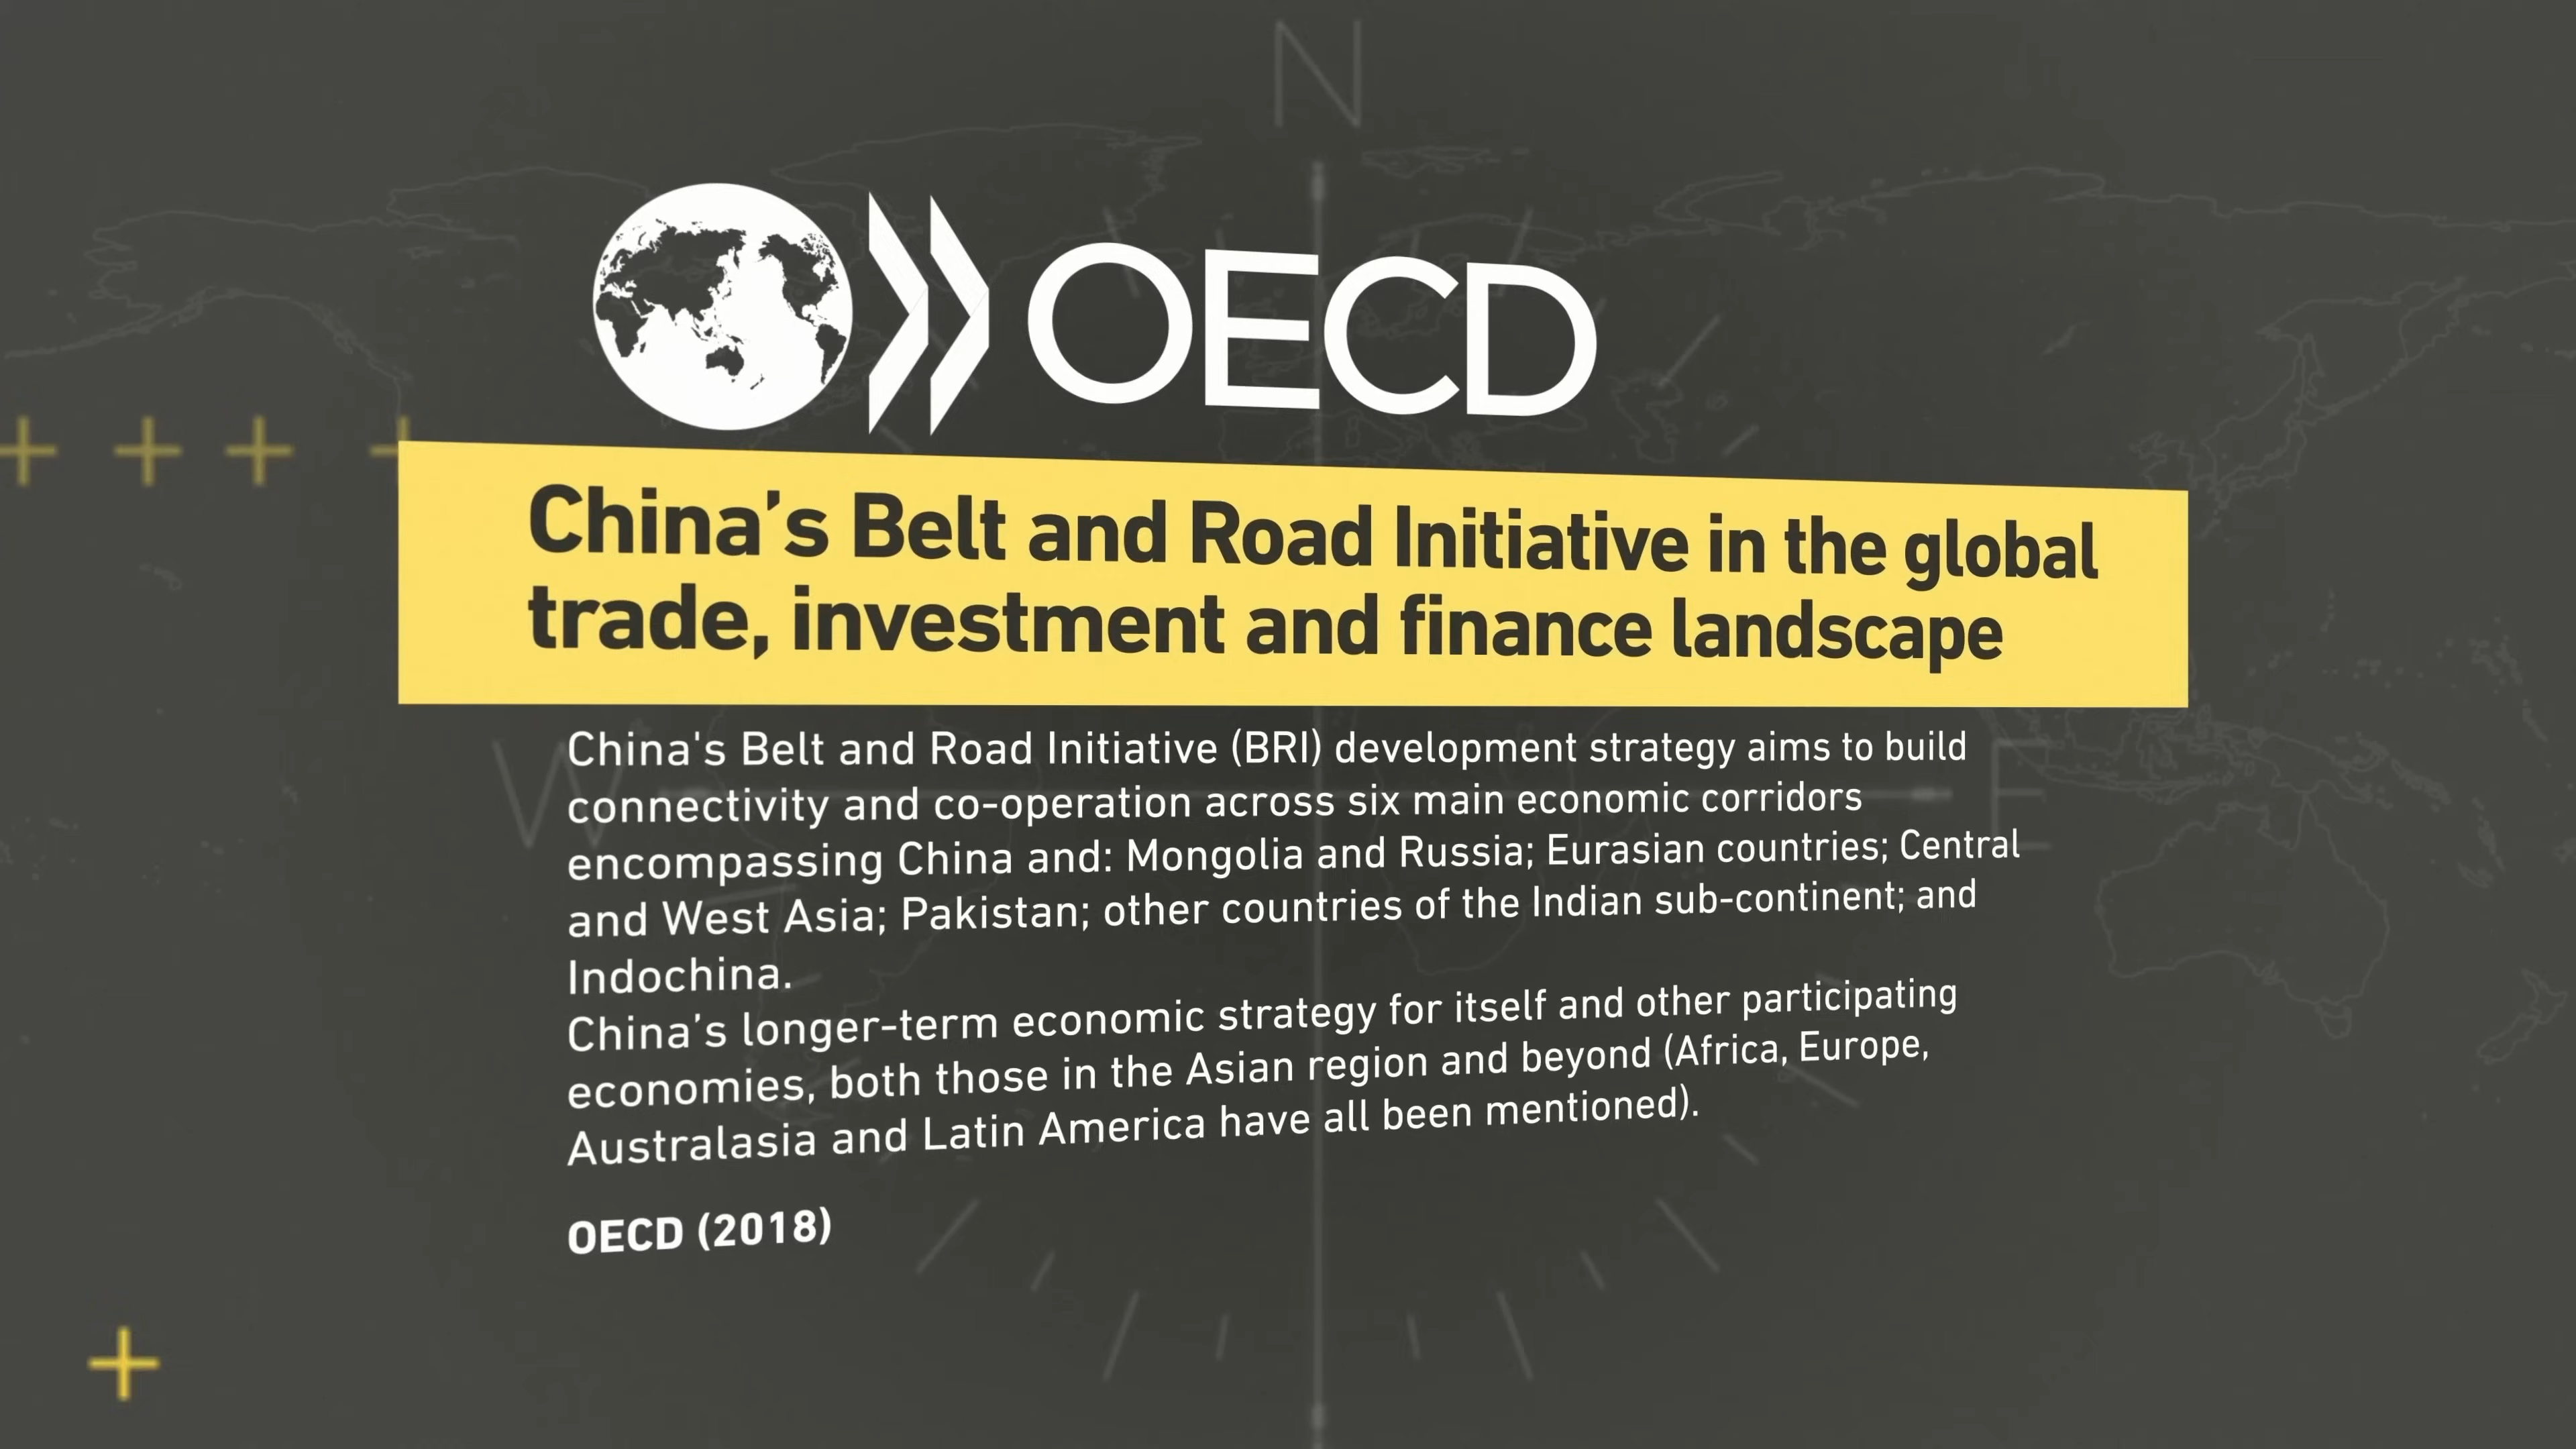 N
OECD
China’s Belt and Road Initiative in the global
trade, investment and finance landscape
W
E
China's Belt and Road Initiative (BRI) development strategy aims to build
connectivity and co-operation across six main economic corridors
encompassing China and: Mongolia and Russia; Eurasian countries; Central
and West Asia; Pakistan; other countries of the Indian sub-continent; and
Indochina.
China’s longer-term economic strategy for itself and other participating
economies, both those in the Asian region and beyond (Africa, Europe,
Australasia and Latin America have all been mentioned).
OECD (2018)